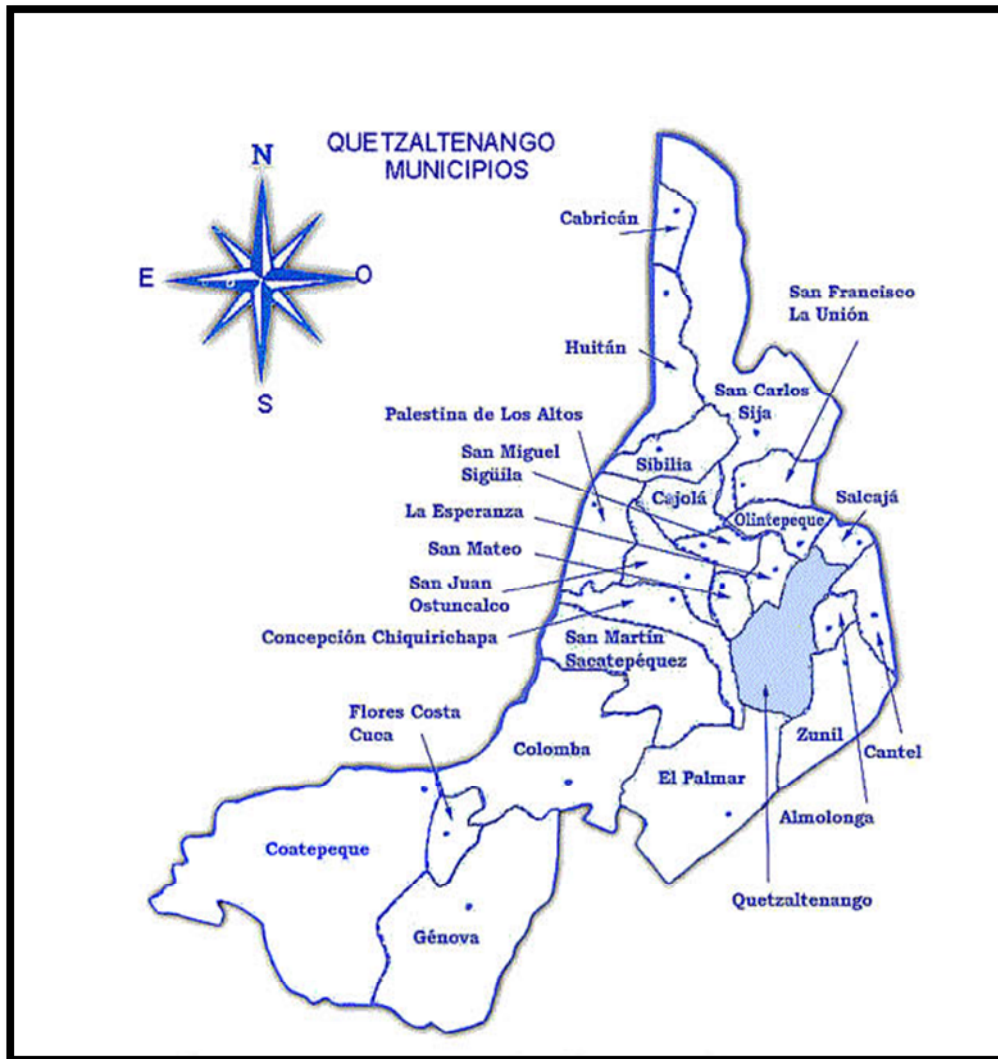 QUETZALTENANGO
MUNICIPIOS
N
E
O
S
Cabricán
San Francisco
La Unión
Huitán
San Carlos
Sija
Palestina de Los Altos
San Miguel
Sigüila
Sibilia
Cajolá
Salcajá
La Esperanza
Olintepeque
San Mateo
San Juan
Ostuncalco
Concepción Chiquirichapa
San Martín
Sacatepéquez
Flores Costa
Cuca
Colomba
Zunil
Cantel
El Palmar
Almolonga
Coatepeque
Quetzaltenango
Génova